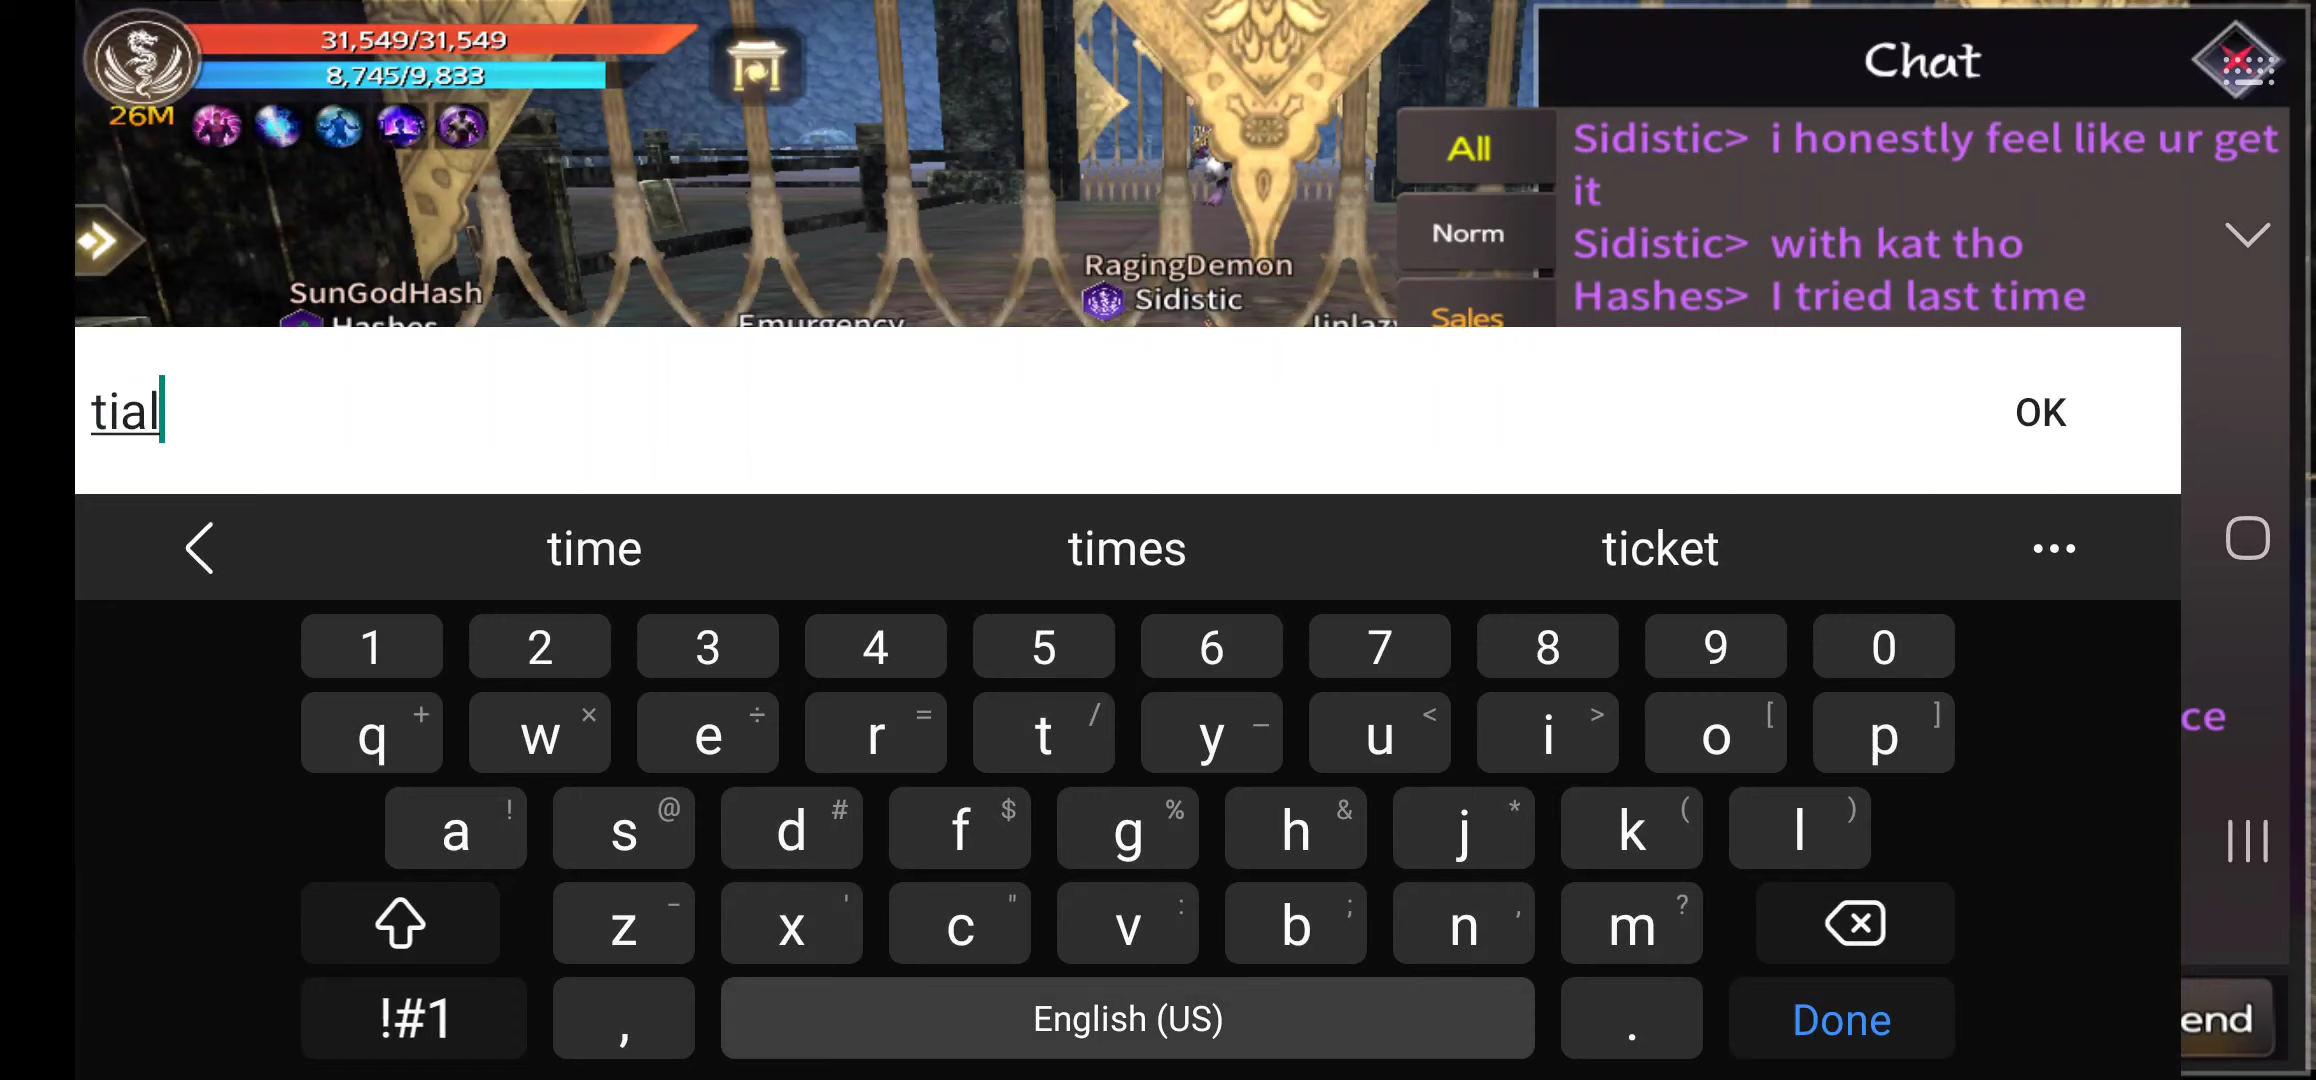 31,549/31,549
8,745/9,833
26M
Chat
All
Norm
Sales
Sidistic> i honestly feel like ur get
it
Sidistic> with kat tho
Hashes> I tried last time
SunGodHash
Hashes
RagingDemon
Sidistic
Emurgency
tial
OK
time times ticket ...
1 2 3 4 5 6 7 8 9 0
q + w × e ÷ r = t / y _ u < i > o [ p ]
ce
a ! s @ d # f $ g % h & j * k ( l )
z - x ' c " v : b ; n , m ?
!#1 , English (US) . Done
end